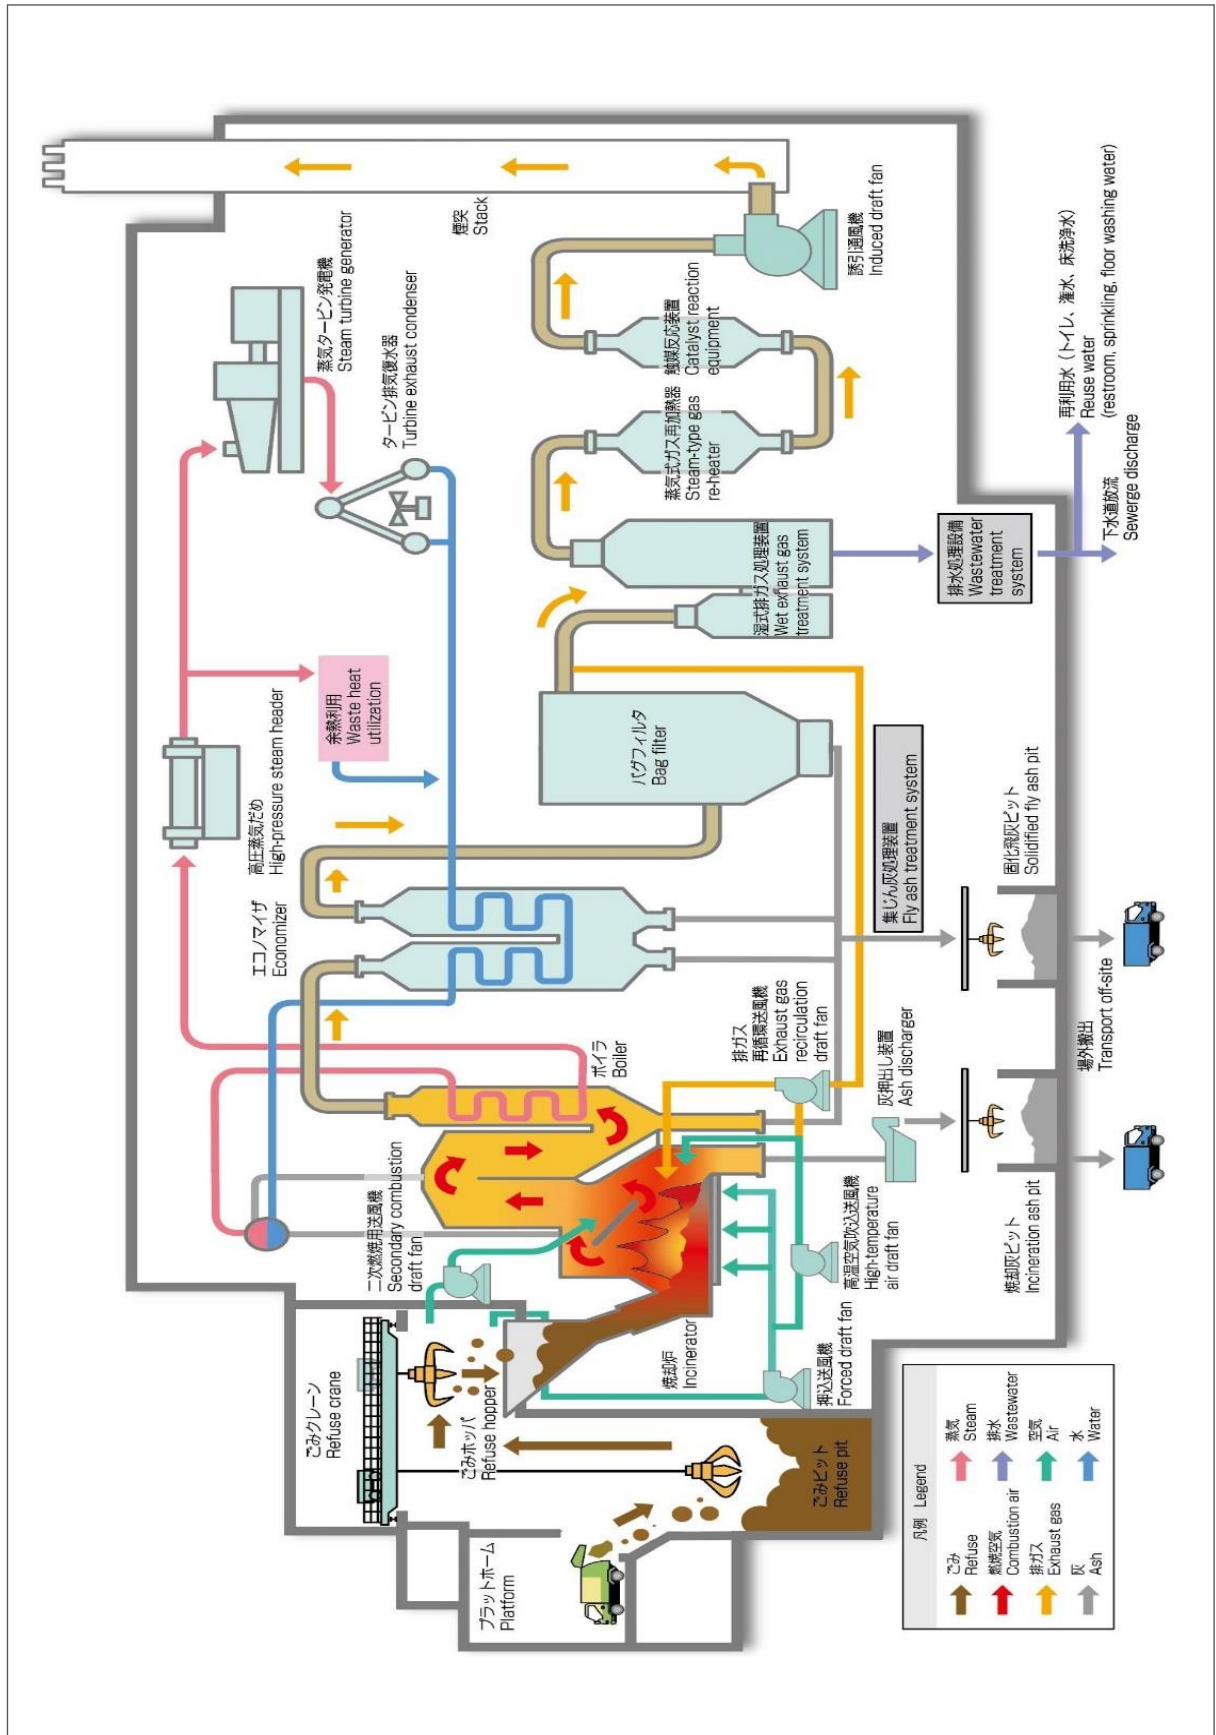 プラットホーム
Platform
ごみクレーン
Refuse crane
ごみホッパ
Refuse hopper
ごみピット
Refuse pit
二次燃焼用送風機
Secondary combustion
draft fan
焼却炉
Incinerator
押込送風機
Forced draft fan
高温空気吹込送風機
High-temperature
air draft fan
ボイラ
Boiler
排ガス
再循環送風機
Exhaust gas
recirculation
draft fan
灰押出し装置
Ash discharger
焼却灰ピット
Incineration ash pit
場外搬出
Transport off-site
エコノマイザ
Economizer
高圧蒸気だめ
High-pressure steam header
余熱利用
Waste heat
utilization
バグフィルタ
Bag filter
集じん灰処理装置
Fly ash treatment system
固化飛灰ピット
Solidified fly ash pit
蒸気タービン発電機
Steam turbine generator
タービン排気復水器
Turbine exhaust condenser
湿式排ガス処理装置
Wet exhaust gas
treatment system
蒸気式ガス再加熱器
Steam-type gas
re-heater
触媒反応装置
Catalyst reaction
equipment
煙突
Stack
誘引通風機
Induced draft fan
排水処理設備
Wastewater
treatment
system
再利用水（トイレ、灌水、床洗浄水）
Reuse water
(restroom, sprinkling, floor washing water)
下水道放流
Sewerge discharge
凡例 Legend
ごみ
Refuse
燃焼空気
Combustion air
排ガス
Exhaust gas
灰
Ash
蒸気
Steam
排水
Wastewater
空気
Air
水
Water